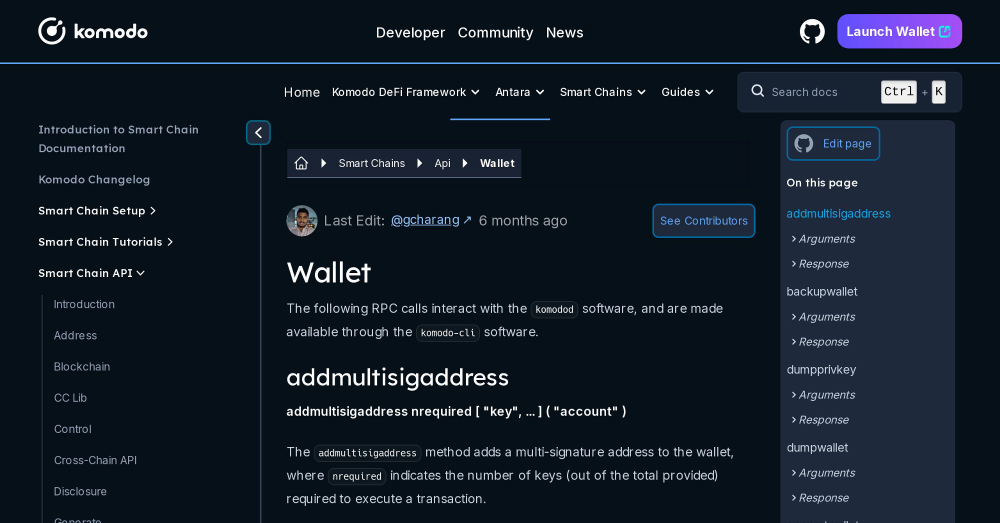 komodo
Developer Community News
Launch Wallet
Home Komodo DeFi Framework Antara Smart Chains Guides
Search docs Ctrl + K
Introduction to Smart Chain
Documentation
Komodo Changelog
Smart Chain Setup
Smart Chain Tutorials
Smart Chain API
Introduction
Address
Blockchain
CC Lib
Control
Cross-Chain API
Disclosure
Generate
Smart Chains Api Wallet
Last Edit: @gcharang ↗ 6 months ago
See Contributors
Wallet
The following RPC calls interact with the komodod software, and are made
available through the komodo-cli software.
addmultisigaddress
addmultisigaddress nrequired [ "key", ... ] ( "account" )
The addmultisigaddress method adds a multi-signature address to the wallet,
where nrequired indicates the number of keys (out of the total provided)
required to execute a transaction.
Edit page
On this page
addmultisigaddress
Arguments
Response
backupwallet
Arguments
Response
dumpprivkey
Arguments
Response
dumpwallet
Arguments
Response